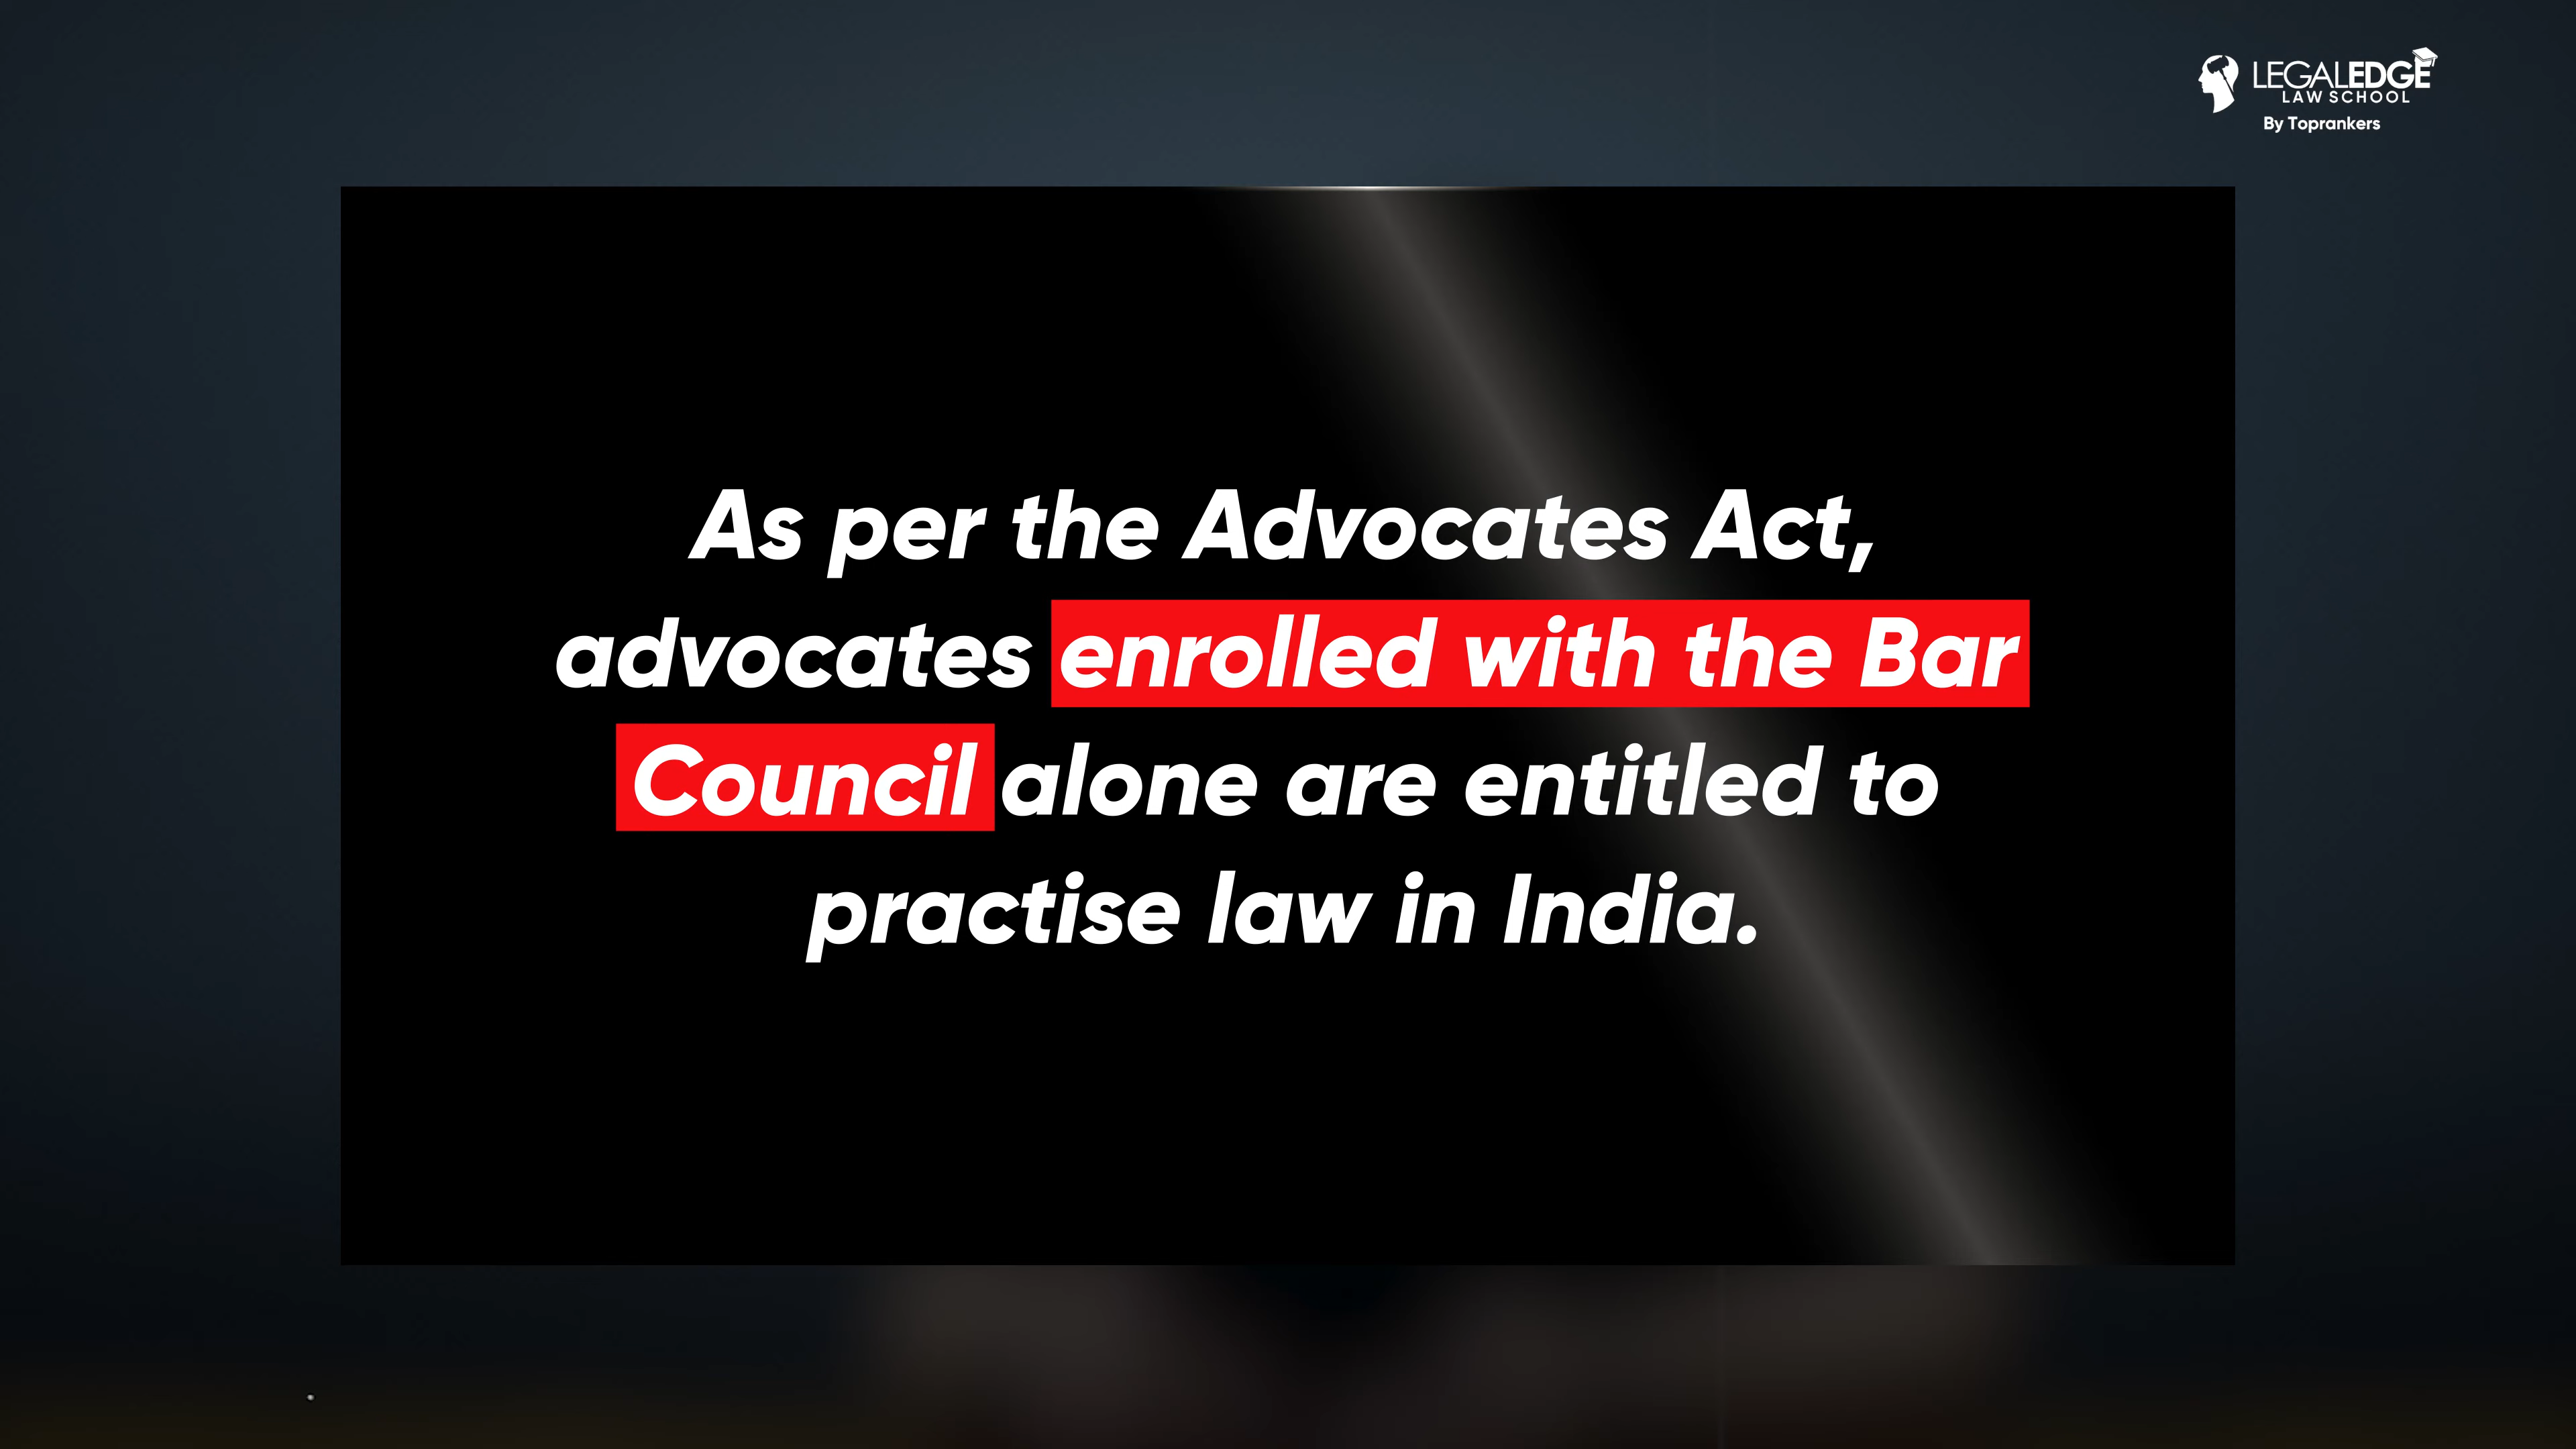 LEGALEDGE
LAW SCHOOL
By Toprankers
As per the Advocates Act,
advocates enrolled with the Bar
Council alone are entitled to
practise law in India.